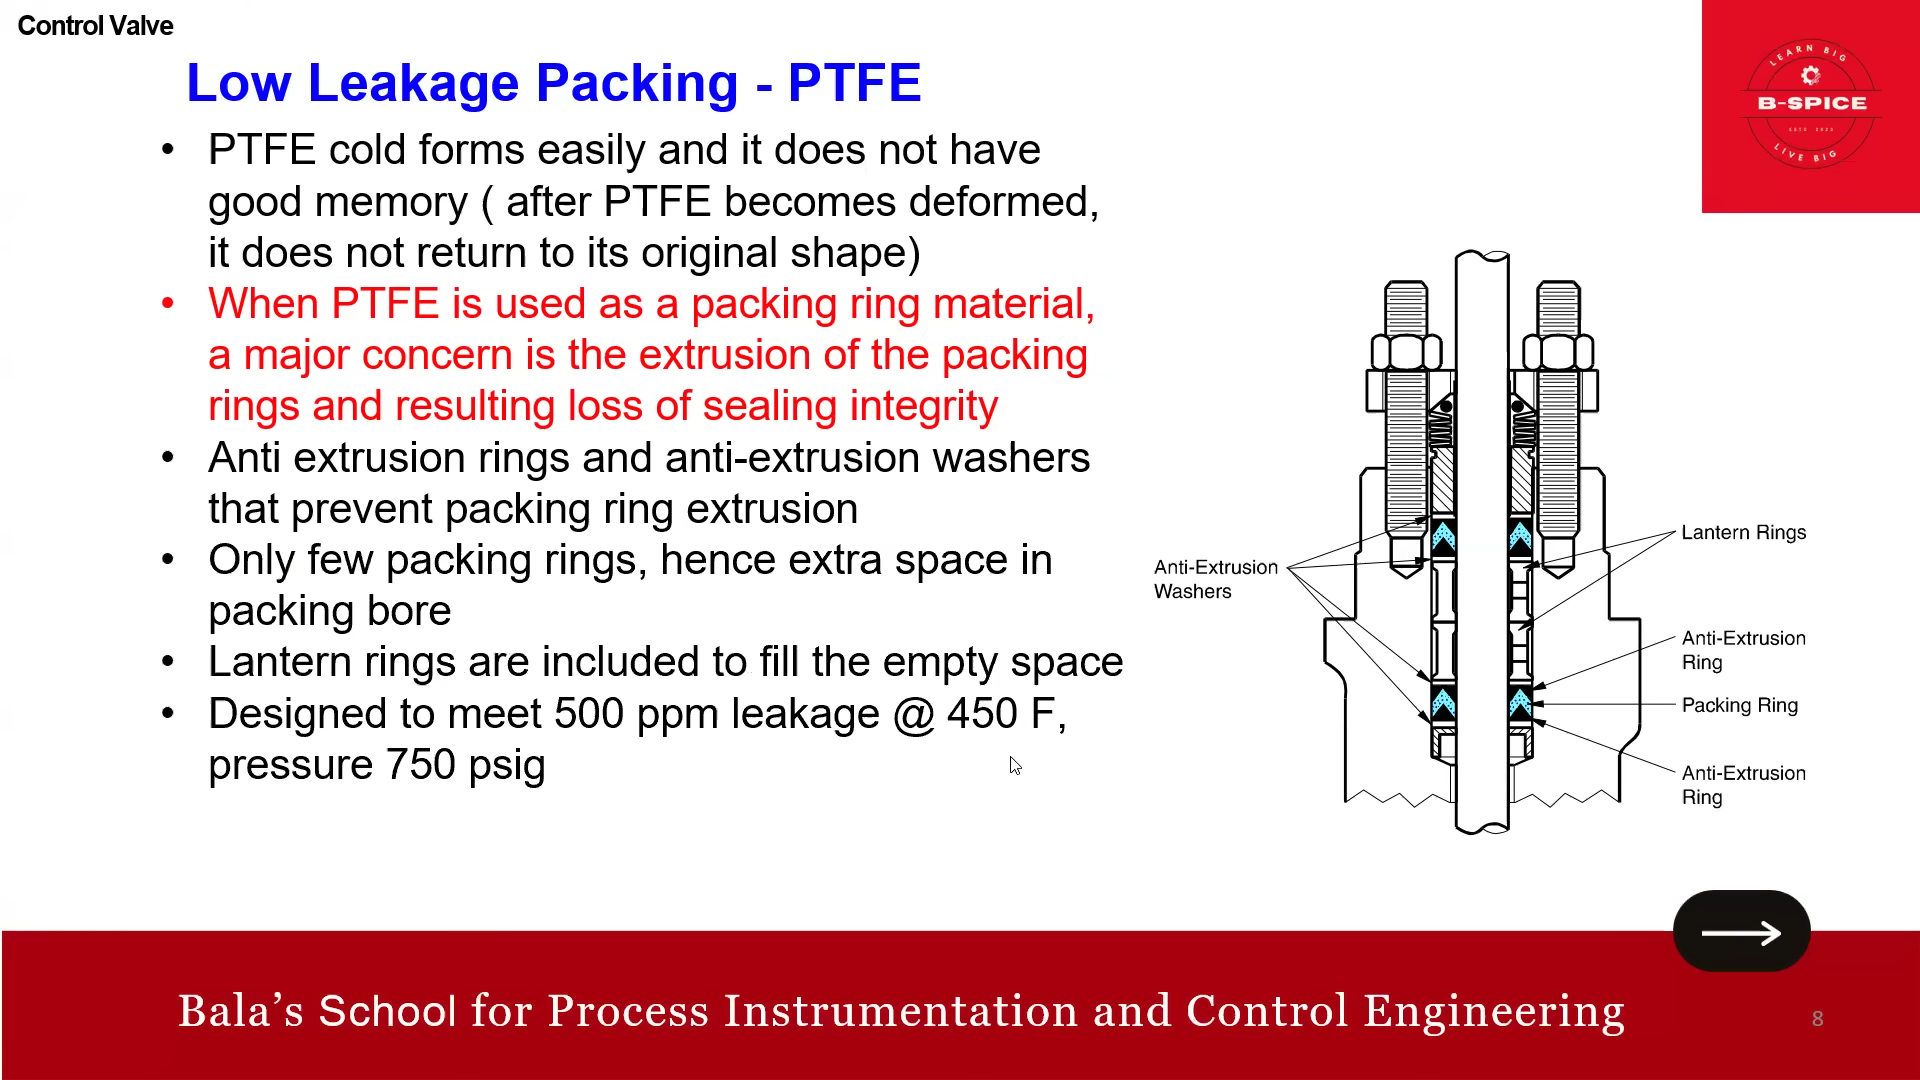 Control Valve
Low Leakage Packing - PTFE
• PTFE cold forms easily and it does not have
good memory ( after PTFE becomes deformed,
it does not return to its original shape)
• When PTFE is used as a packing ring material,
a major concern is the extrusion of the packing
rings and resulting loss of sealing integrity
• Anti extrusion rings and anti-extrusion washers
that prevent packing ring extrusion
• Only few packing rings, hence extra space in
packing bore
• Lantern rings are included to fill the empty space
• Designed to meet 500 ppm leakage @ 450 F,
pressure 750 psig
LEARN BIG
B-SPICE
ESTD 2023
LIVE BIG
Anti-Extrusion
Washers
Lantern Rings
Anti-Extrusion
Ring
Packing Ring
Anti-Extrusion
Ring
Bala’s School for Process Instrumentation and Control Engineering
8